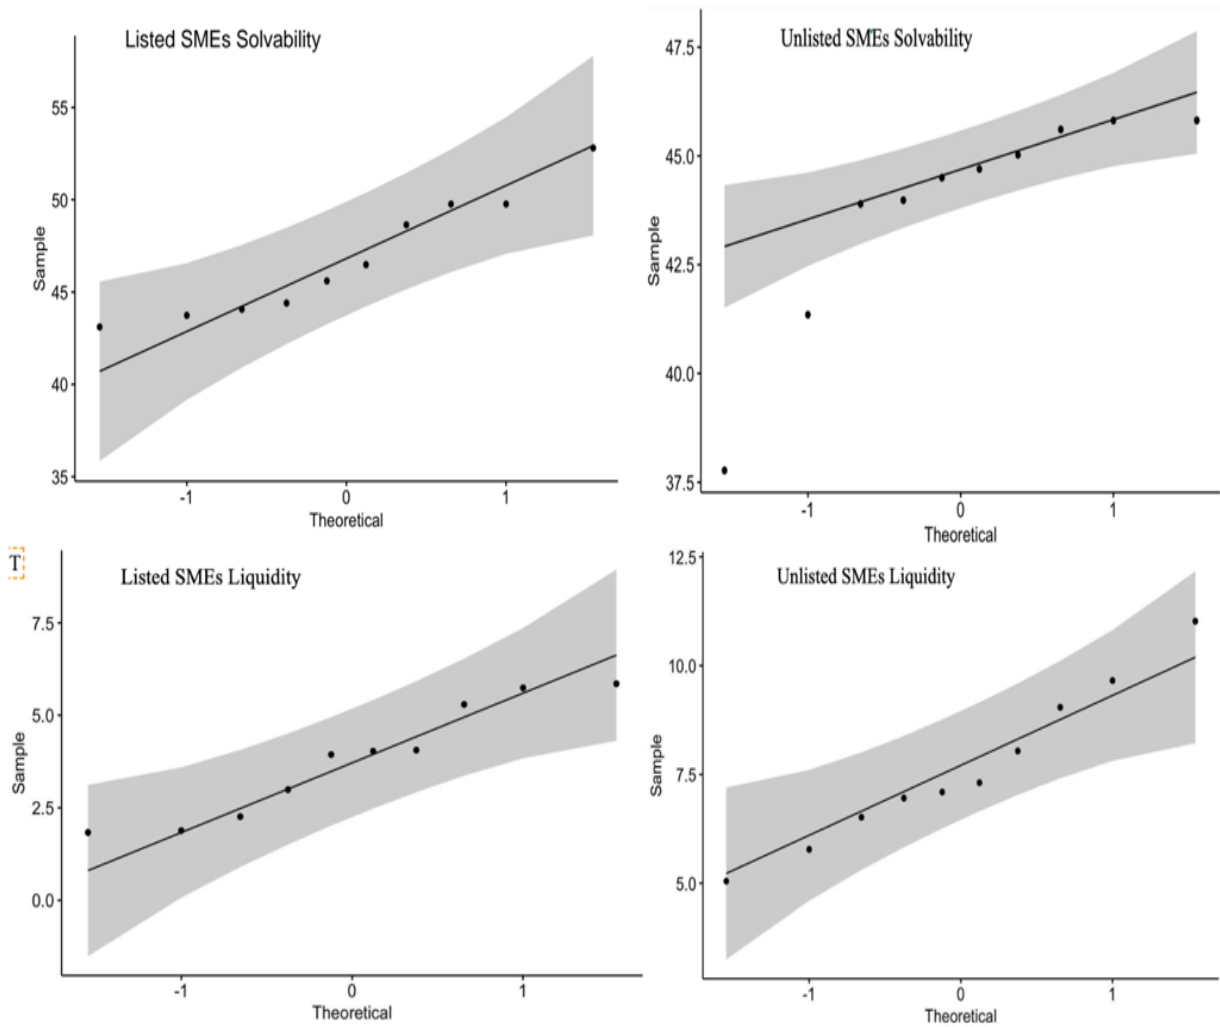 Listed SMEs Solvability
55
50
45
40
35
Sample
-1 0 1
Theoretical
Unlisted SMEs Solvability
47.5
45.0
42.5
40.0
37.5
Sample
-1 0 1
Theoretical
T
Listed SMEs Liquidity
7.5
5.0
2.5
0.0
Sample
-1 0 1
Theoretical
Unlisted SMEs Liquidity
12.5
10.0
7.5
5.0
Sample
-1 0 1
Theoretical